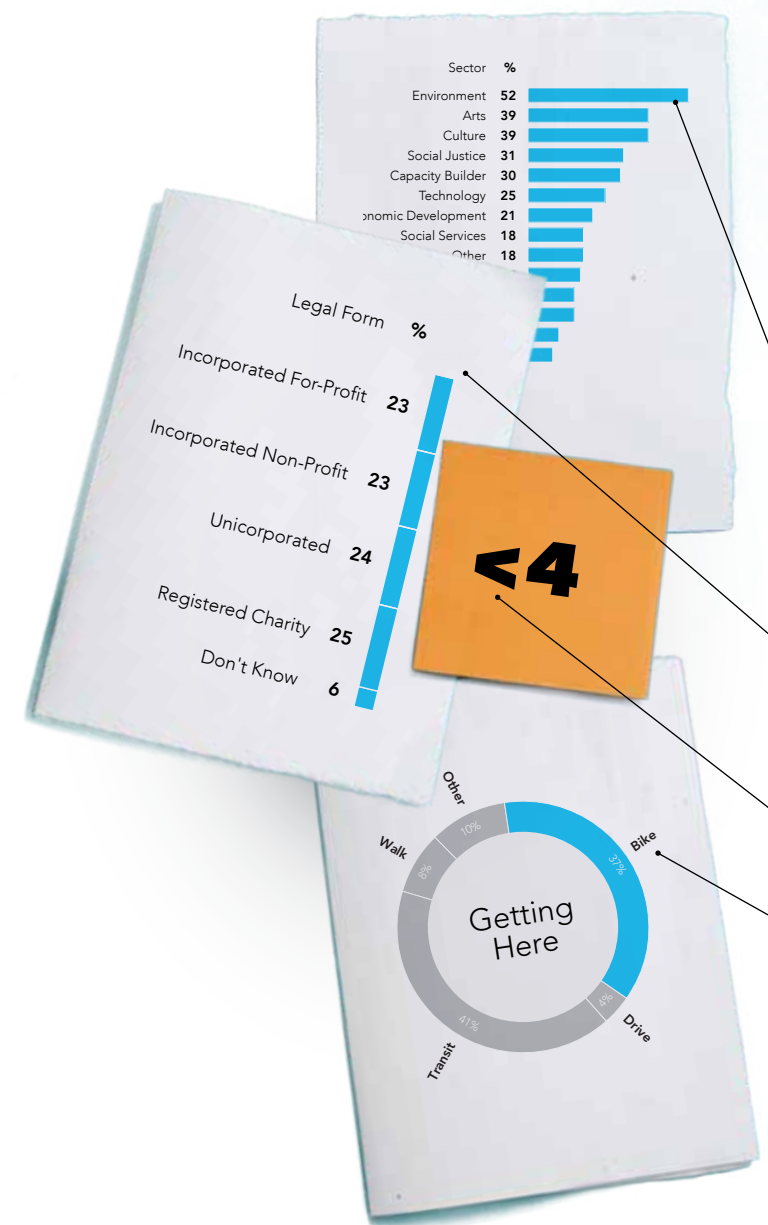 Sector %
Environment 52
Arts 39
Culture 39
Social Justice 31
Capacity Builder 30
Technology 25
onomic Development 21
Social Services 18
Other 18
Legal Form %
Incorporated For-Profit 23
Incorporated Non-Profit 23
Unicorporated 24
Registered Charity 25
Don't Know 6
<4
Getting
Here
Other 10%
Bike 37%
Drive 4%
Transit 41%
Walk 8%